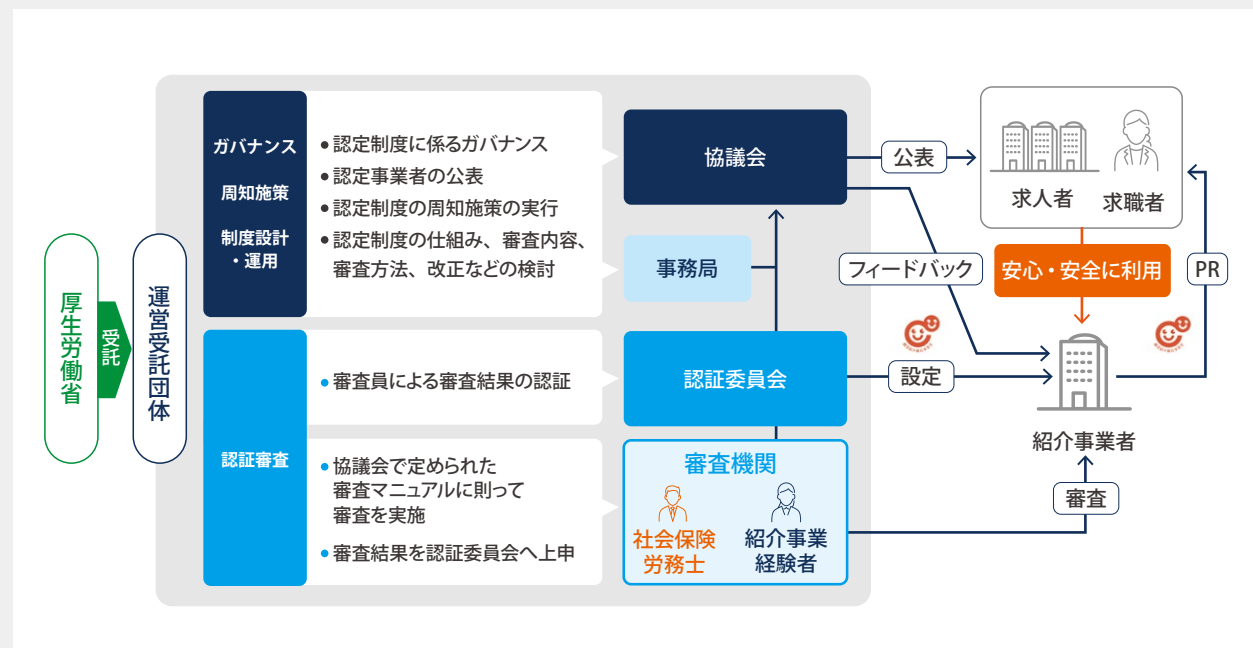 厚生労働省
受託
運営受託団体
ガバナンス
周知施策
制度設計
・運用
●認定制度に係るガバナンス
●認定事業者の公表
●認定制度の周知施策の実行
●認定制度の仕組み、審査内容、
審査方法、改正などの検討
認証審査
●審査員による審査結果の認証
●協議会で定められた
審査マニュアルに則って
審査を実施
●審査結果を認証委員会へ上申
協議会
事務局
認証委員会
審査機関
社会保険
労務士
紹介事業
経験者
公表
フィードバック
設定
審査
求人者
求職者
安心・安全に利用
PR
紹介事業者